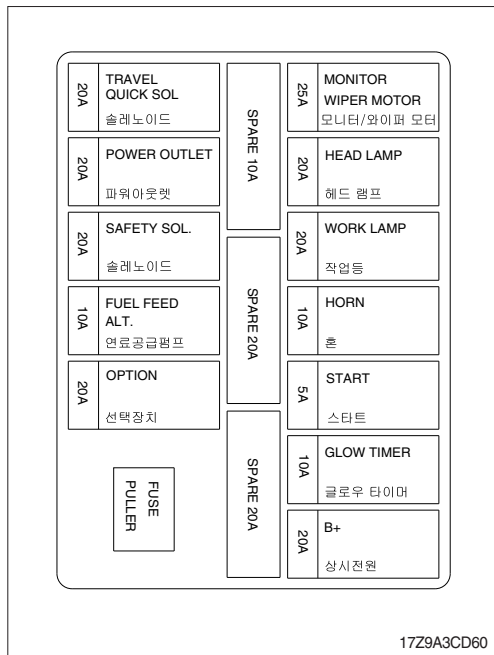 20A
TRAVEL
QUICK SOL
솔레노이드
20A
POWER OUTLET
파워아웃렛
20A
SAFETY SOL.
솔레노이드
10A
FUEL FEED
ALT.
연료공급펌프
20A
OPTION
선택장치
FUSE
PULLER
SPARE 10A
SPARE 20A
SPARE 20A
25A
MONITOR
WIPER MOTOR
모니터/와이퍼 모터
20A
HEAD LAMP
헤드 램프
20A
WORK LAMP
작업등
10A
HORN
혼
5A
START
스타트
10A
GLOW TIMER
글로우 타이머
20A
B+
상시전원
17Z9A3CD60